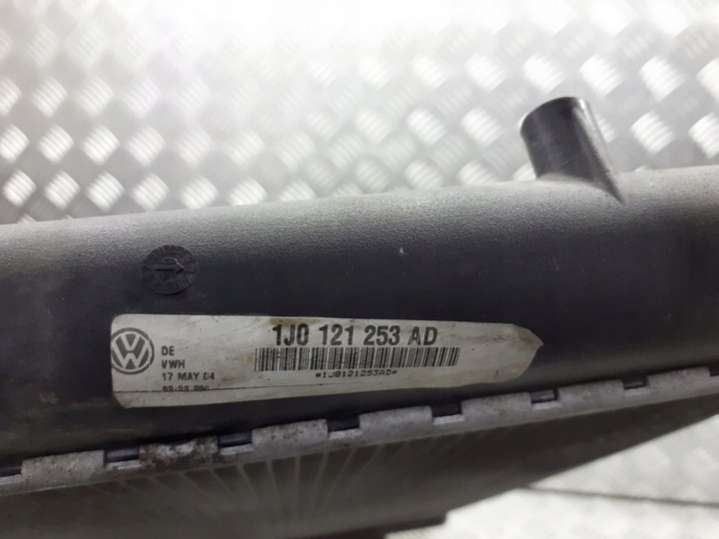 1J0 121 253 AD
DE
VWH
17 MAY 04
*1J0121253AD*